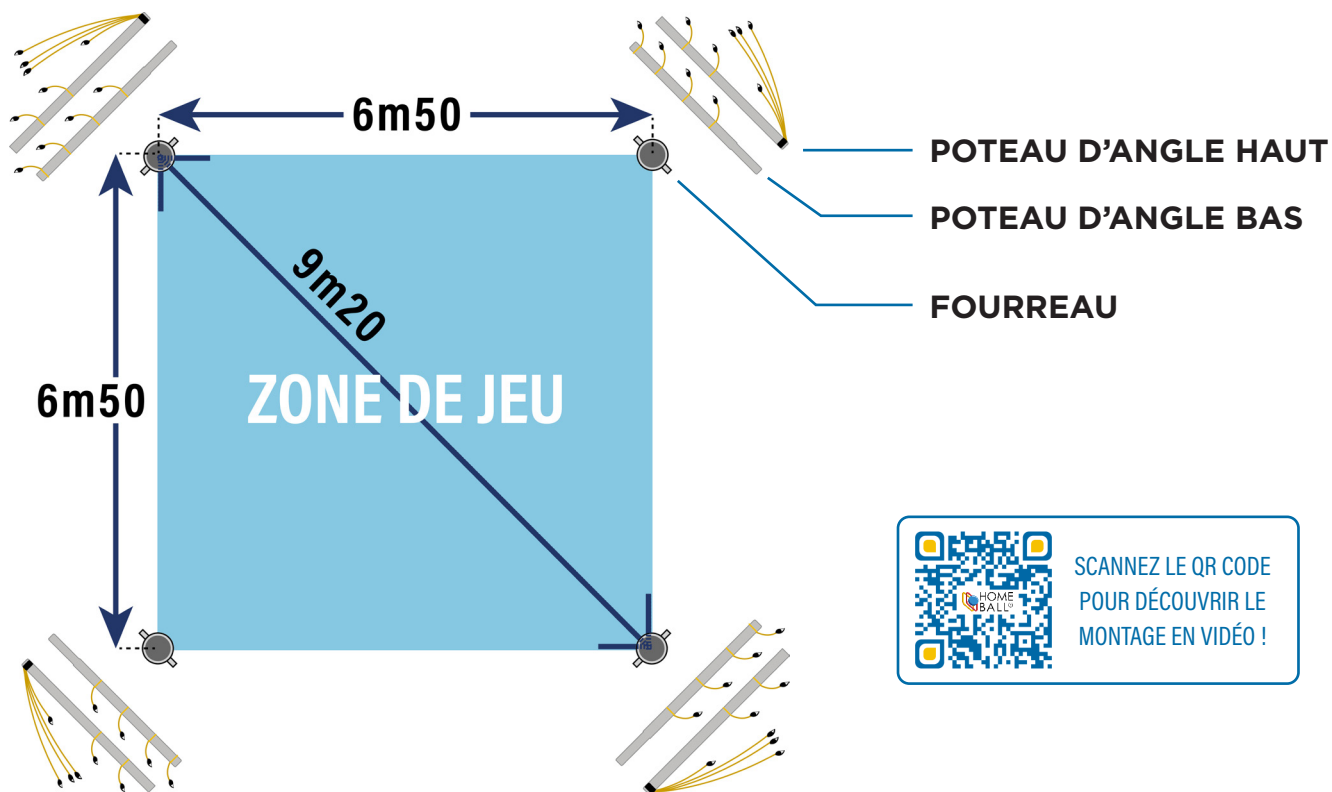 6m50
POTEAU D'ANGLE HAUT
POTEAU D'ANGLE BAS
9m20
FOURREAU
6m50
ZONE DE JEU
SCANNEZ LE QR CODE
POUR DÉCOUVRIR LE
MONTAGE EN VIDÉO !
HOME
BALL